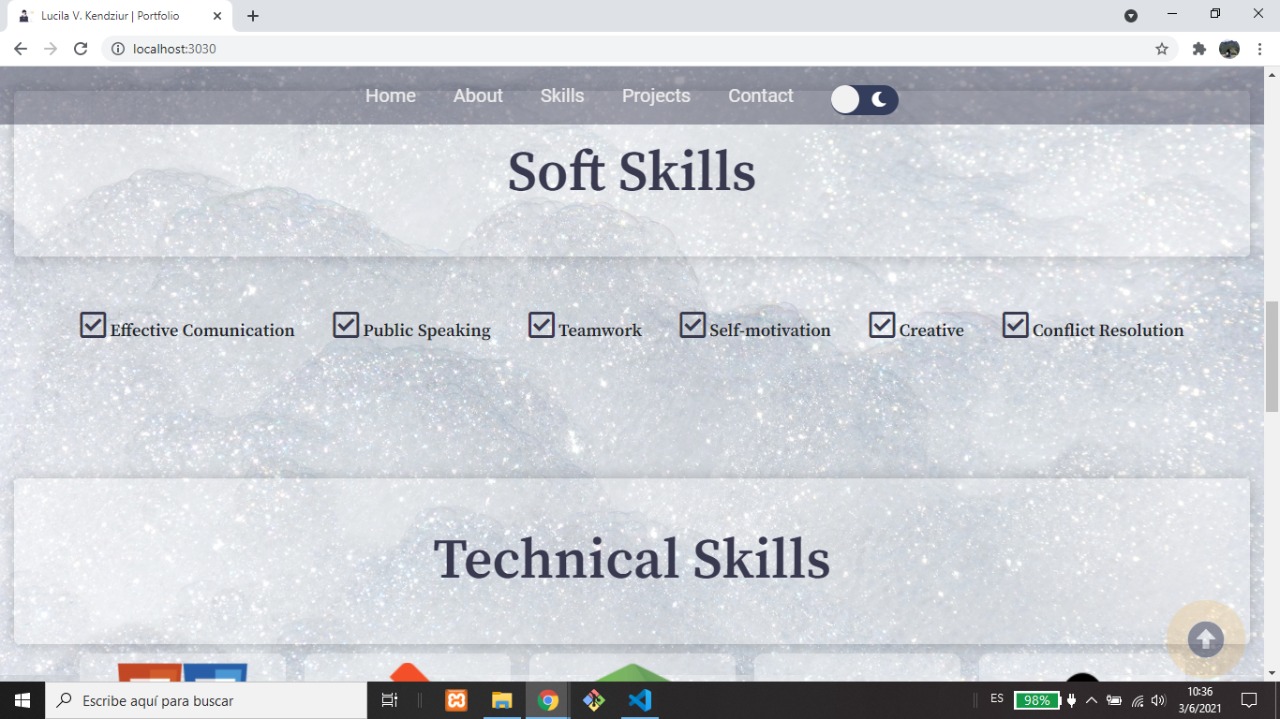 Lucila V. Kendziur | Portfolio
localhost:3030
Home About Skills Projects Contact
Soft Skills
Effective Comunication Public Speaking Teamwork Self-motivation Creative Conflict Resolution
Technical Skills
Escribe aquí para buscar
ES
98%
10:36
3/6/2021